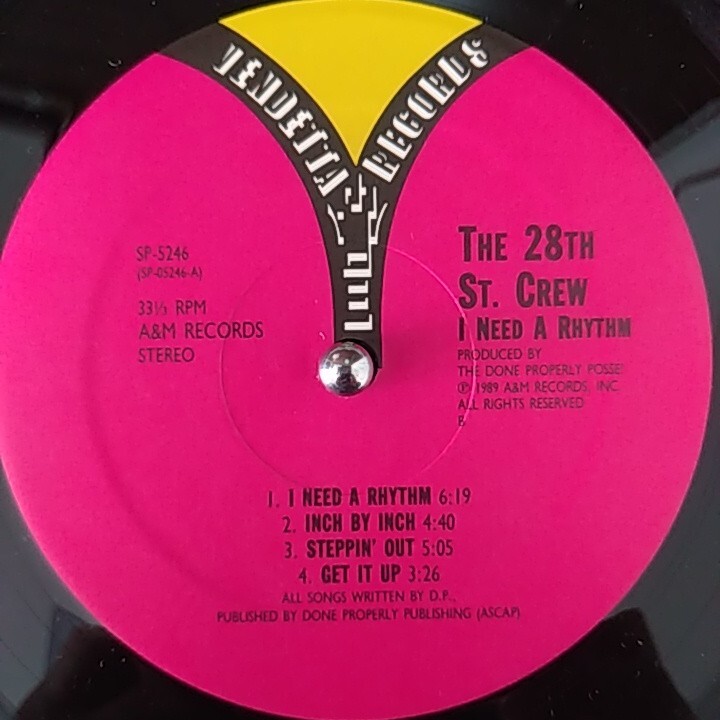 VENDETTA RECORDS
SP-5246
(SP-05246-A)
33⅓ RPM
A&M RECORDS
STEREO
THE 28TH
ST. CREW
I NEED A RHYTHM
PRODUCED BY
THE DONE PROPERLY POSSE!
℗ 1989 A&M RECORDS, INC.
ALL RIGHTS RESERVED
B
1. I NEED A RHYTHM 6:19
2. INCH BY INCH 4:40
3. STEPPIN' OUT 5:05
4. GET IT UP 3:26
ALL SONGS WRITTEN BY D.P.,
PUBLISHED BY DONE PROPERLY PUBLISHING (ASCAP)